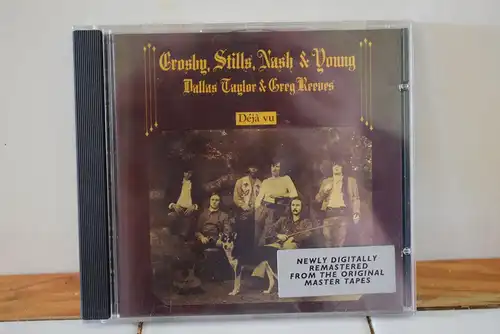 Crosby, Stills, Nash & Young
Dallas Taylor & Greg Reeves
Déjà vu
NEWLY DIGITALLY
REMASTERED
FROM THE ORIGINAL
MASTER TAPES